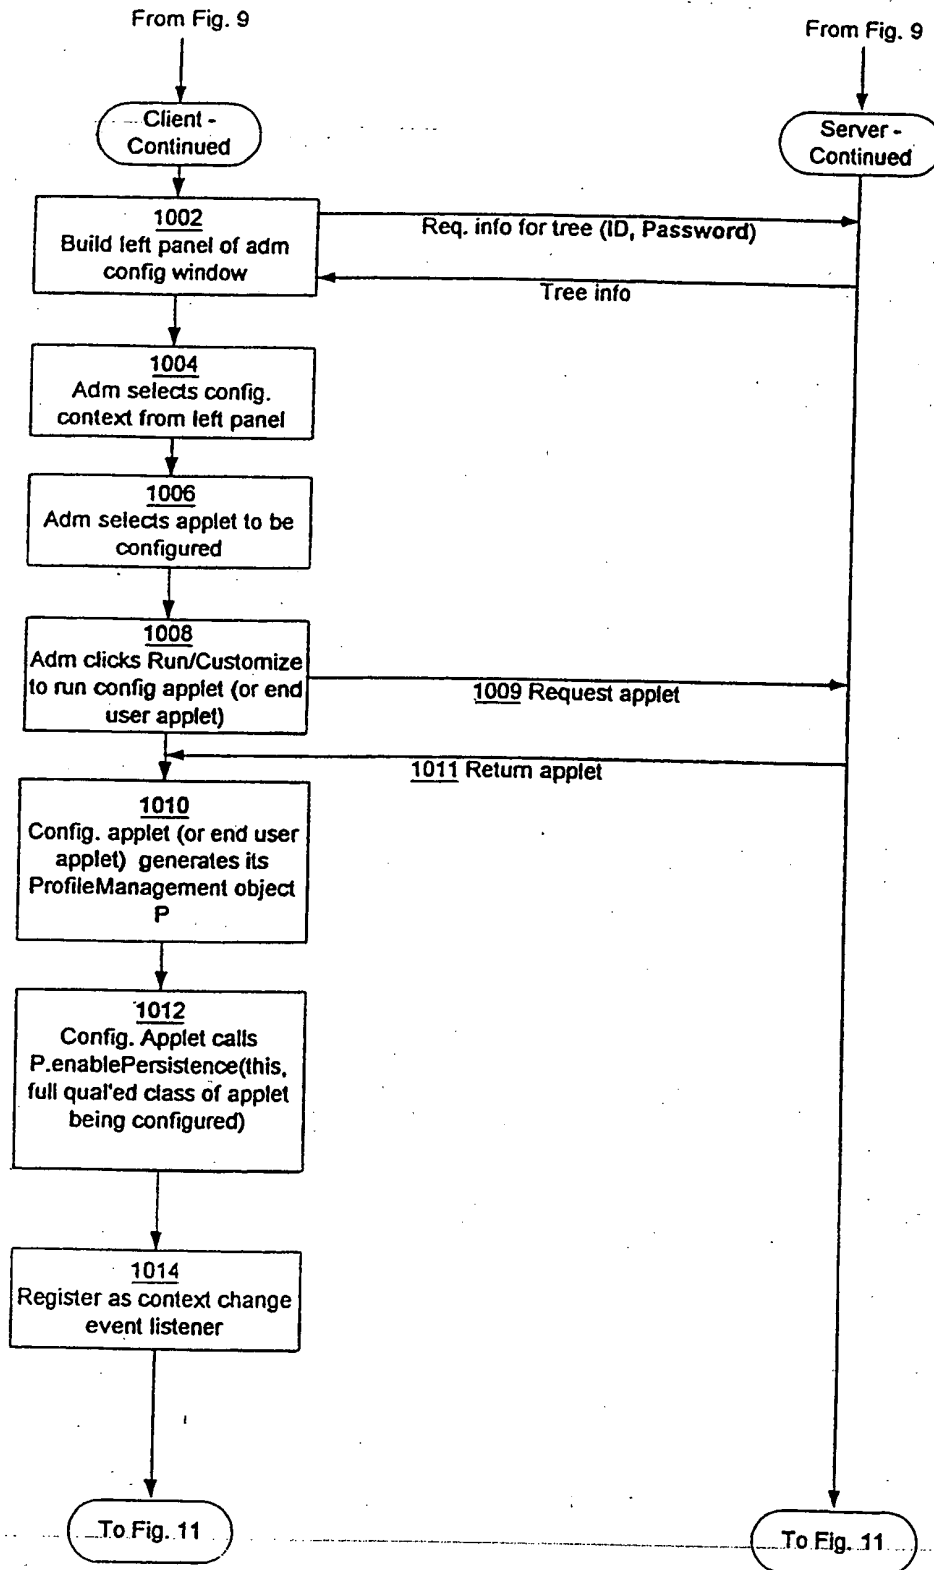 From Fig. 9
From Fig. 9
Client -
Continued
Server -
Continued
1002
Build left panel of adm
config window
Req. info for tree (ID, Password)
Tree info
1004
Adm selects config.
context from left panel
1006
Adm selects applet to be
configured
1008
Adm clicks Run/Customize
to run config applet (or end
user applet)
1009 Request applet
1011 Return applet
1010
Config. applet (or end user
applet) generates its
ProfileManagement object
P
1012
Config. Applet calls
P.enablePersistence(this,
full qual'ed class of applet
being configured)
1014
Register as context change
event listener
To Fig. 11
To Fig. 11